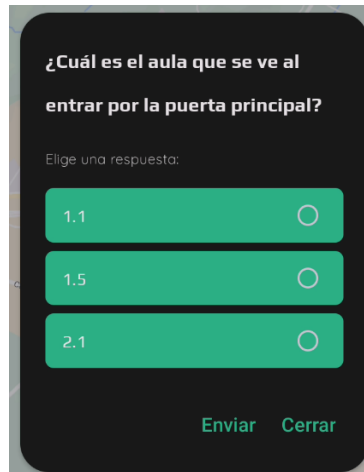 ¿Cuál es el aula que se ve al
entrar por la puerta principal?
Elige una respuesta:
1.1
1.5
2.1
Enviar Cerrar